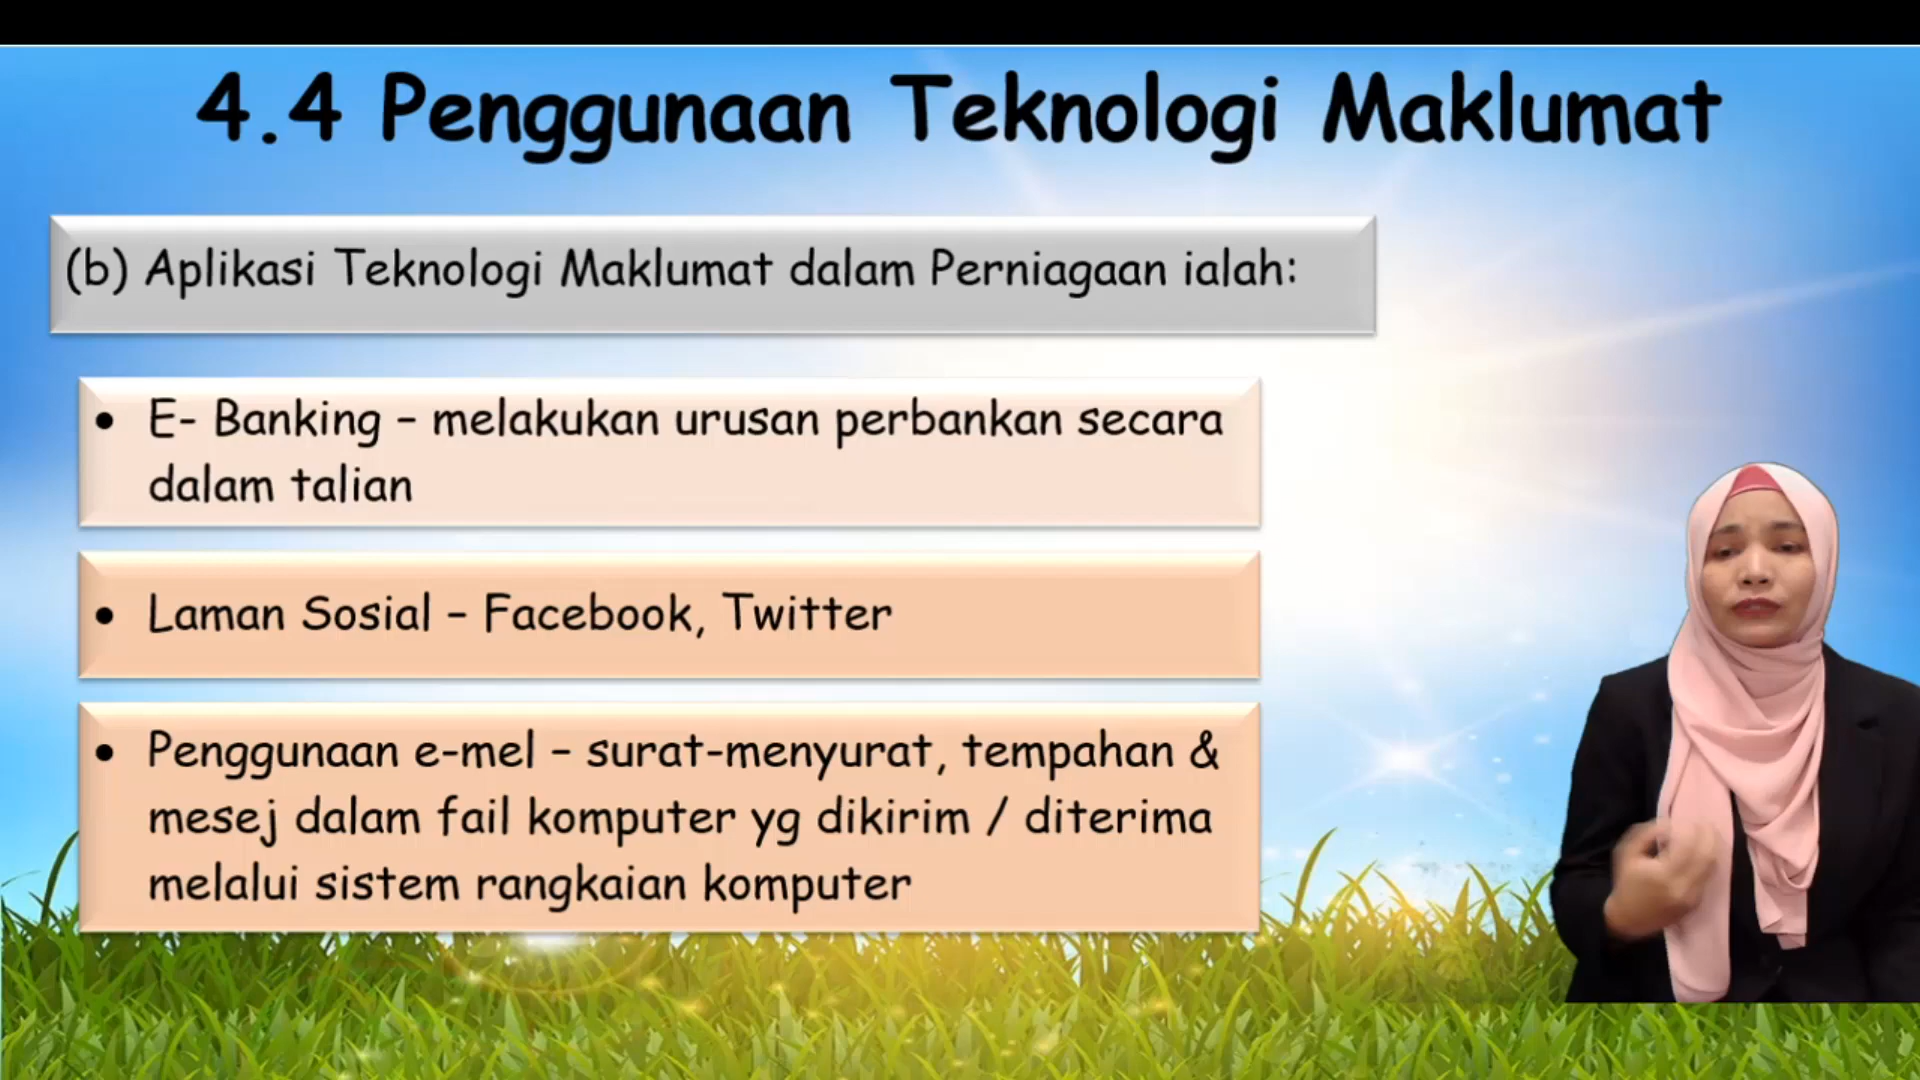 4.4 Penggunaan Teknologi Maklumat
(b) Aplikasi Teknologi Maklumat dalam Perniagaan ialah:
• E- Banking – melakukan urusan perbankan secara
dalam talian
• Laman Sosial – Facebook, Twitter
• Penggunaan e-mel – surat-menyurat, tempahan &
mesej dalam fail komputer yg dikirim / diterima
melalui sistem rangkaian komputer